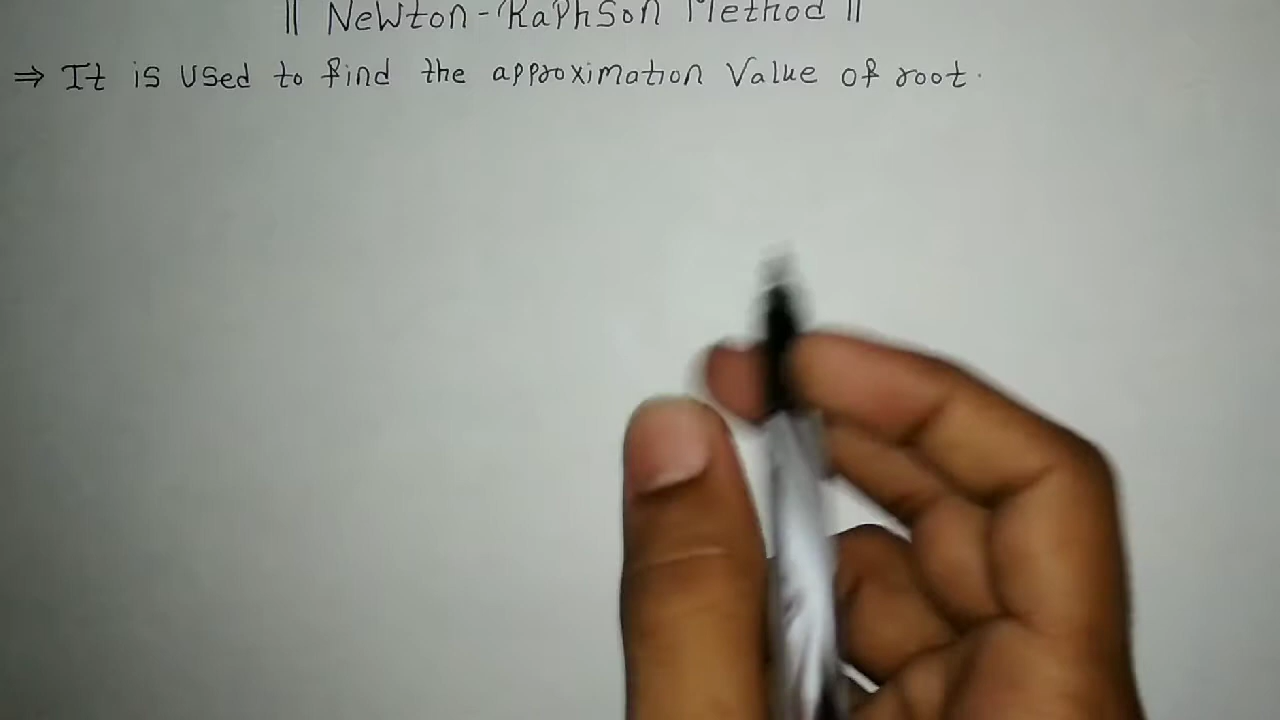 || Newton-Raphson Method ||
⇒ It is used to find the approximation value of root.